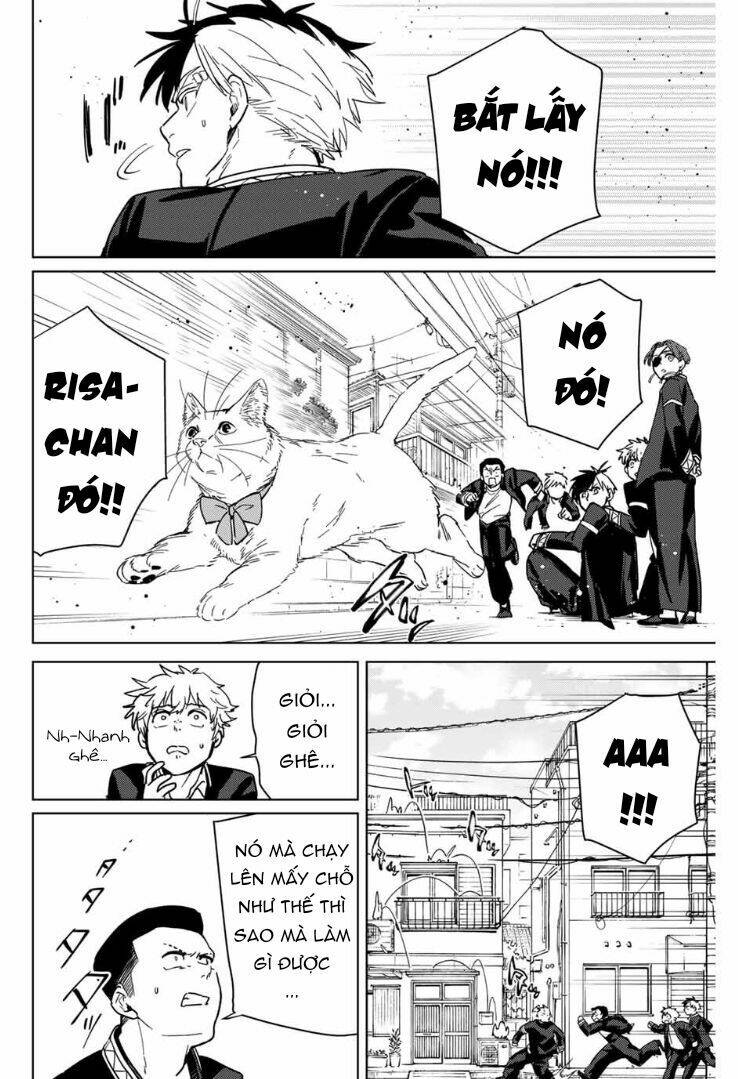 BẮT LẤY
NÓ!!!
NÓ
ĐÓ!
RISA-
CHAN
ĐÓ!!
AAA
!!!
GIỎI...
GIỎI
GHÊ...
Nh-Nhanh
Ghê...
NÓ MÀ CHẠY
LÊN MẤY CHỖ
NHƯ THẾ THÌ
SAO MÀ LÀM
GÌ ĐƯỢC
...